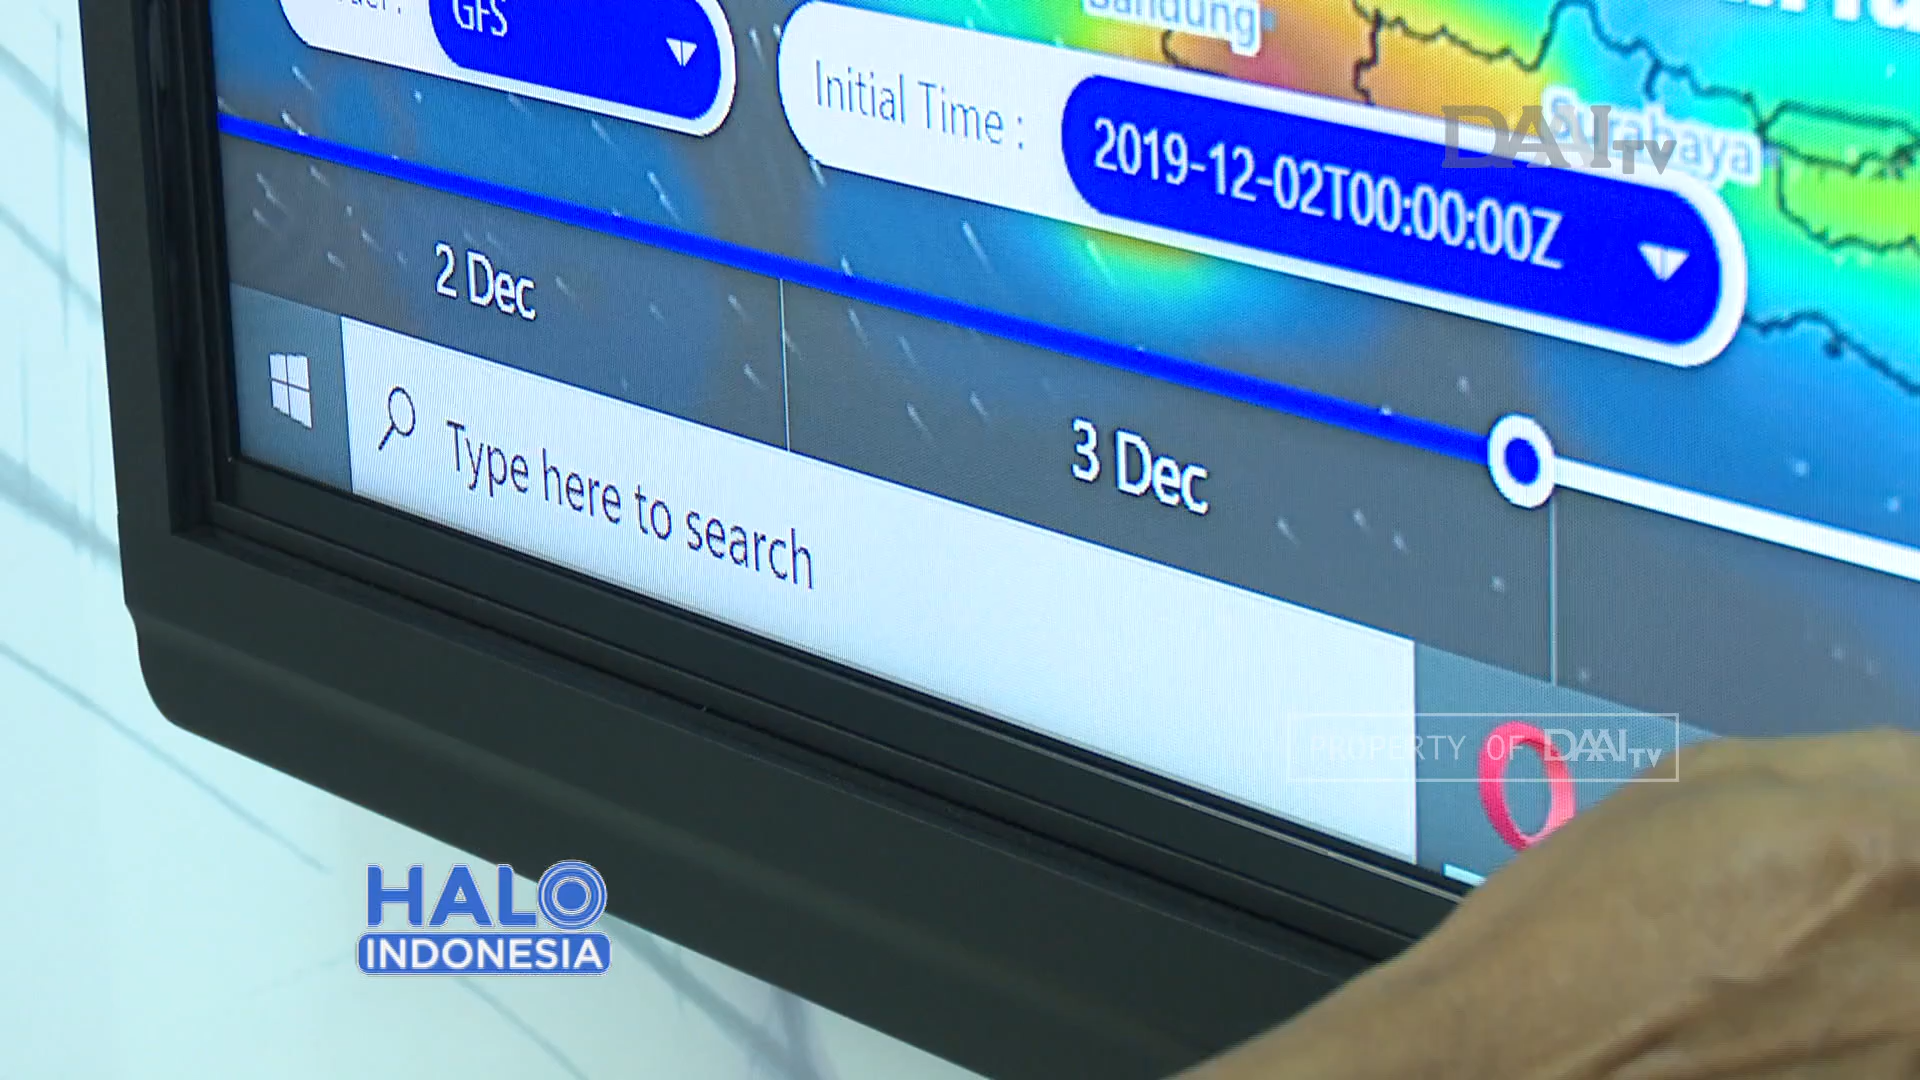 GFS
Bandung
Initial Time :
2019-12-02T00:00:00Z
Surabaya
DAAI TV
2 Dec
3 Dec
Type here to search
PROPERTY OF DAAI TV
HALO
INDONESIA